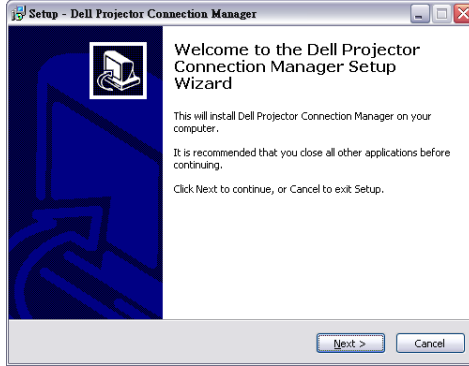 Setup - Dell Projector Connection Manager
Welcome to the Dell Projector
Connection Manager Setup
Wizard
This will install Dell Projector Connection Manager on your
computer.
It is recommended that you close all other applications before
continuing.
Click Next to continue, or Cancel to exit Setup.
Next >
Cancel